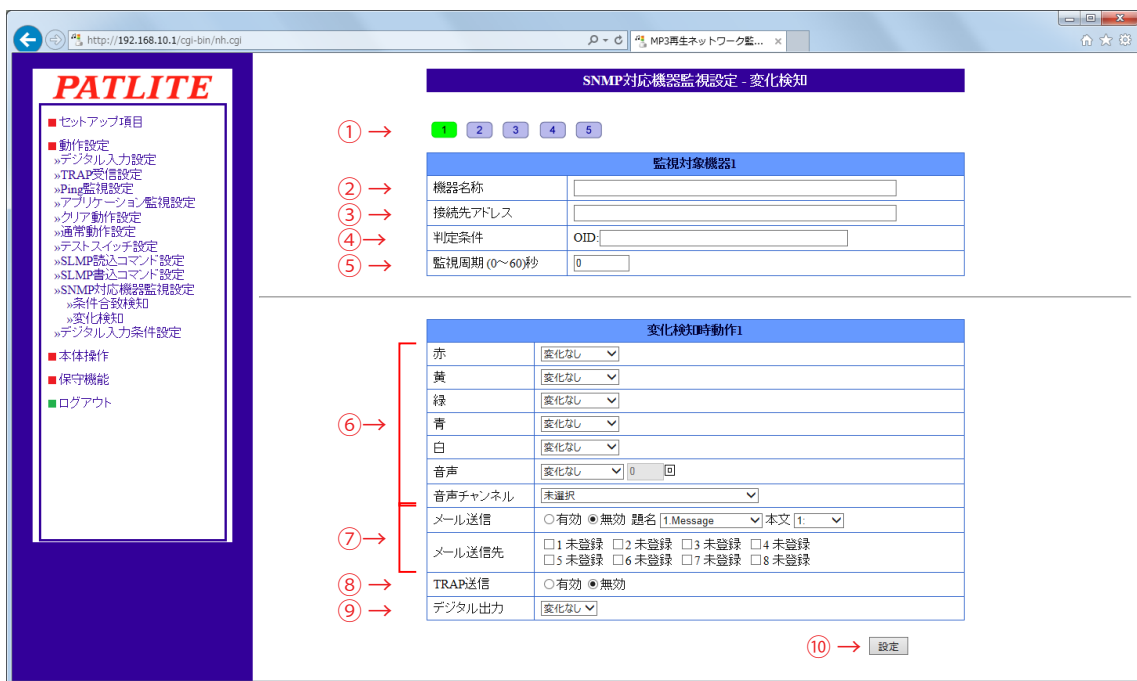 http://192.168.10.1/cgi-bin/nh.cgi
MP3再生ネットワーク監...
PATLITE
セットアップ項目
動作設定
»デジタル入力設定
»TRAP受信設定
»Ping監視設定
»アプリケーション監視設定
»クリア動作設定
»通常動作設定
»テストスイッチ設定
»SLMP読込コマンド設定
»SLMP書込コマンド設定
»SNMP対応機器監視設定
»条件合致検知
»変化検知
»デジタル入力条件設定
本体操作
保守機能
ログアウト
SNMP対応機器監視設定 - 変化検知
① → 1 2 3 4 5
監視対象機器1
② → 機器名称
③ → 接続先アドレス
④ → 判定条件 OID:
⑤ → 監視周期 (0～60)秒 0
変化検知時動作1
赤 変化なし
黄 変化なし
緑 変化なし
⑥ → 青 変化なし
白 変化なし
音声 変化なし 0 回
音声チャンネル 未選択
メール送信 ○有効 ◉無効 題名 1.Message 本文 1:
⑦ → メール送信先 □1 未登録 □2 未登録 □3 未登録 □4 未登録
□5 未登録 □6 未登録 □7 未登録 □8 未登録
⑧ → TRAP送信 ○有効 ◉無効
⑨ → デジタル出力 変化なし
⑩ → 設定